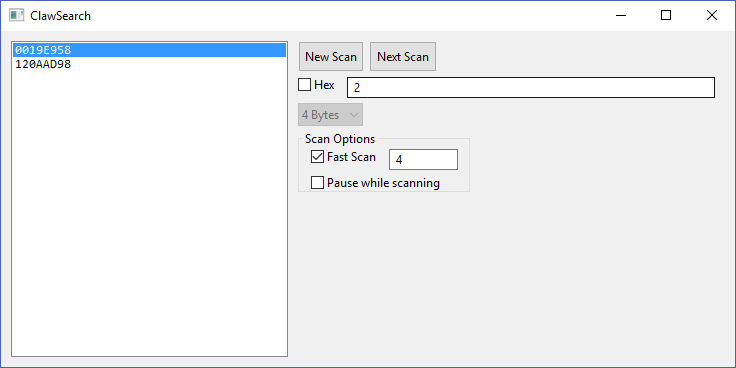 ClawSearch
0019E958
120AAD98
New Scan
Next Scan
Hex
2
4 Bytes
Scan Options
Fast Scan
4
Pause while scanning